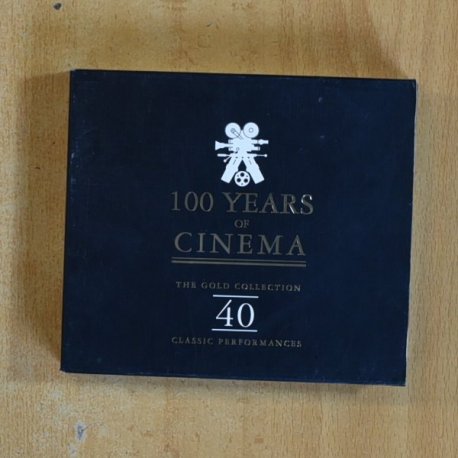 100 YEARS
OF
CINEMA
THE GOLD COLLECTION
40
CLASSIC PERFORMANCES